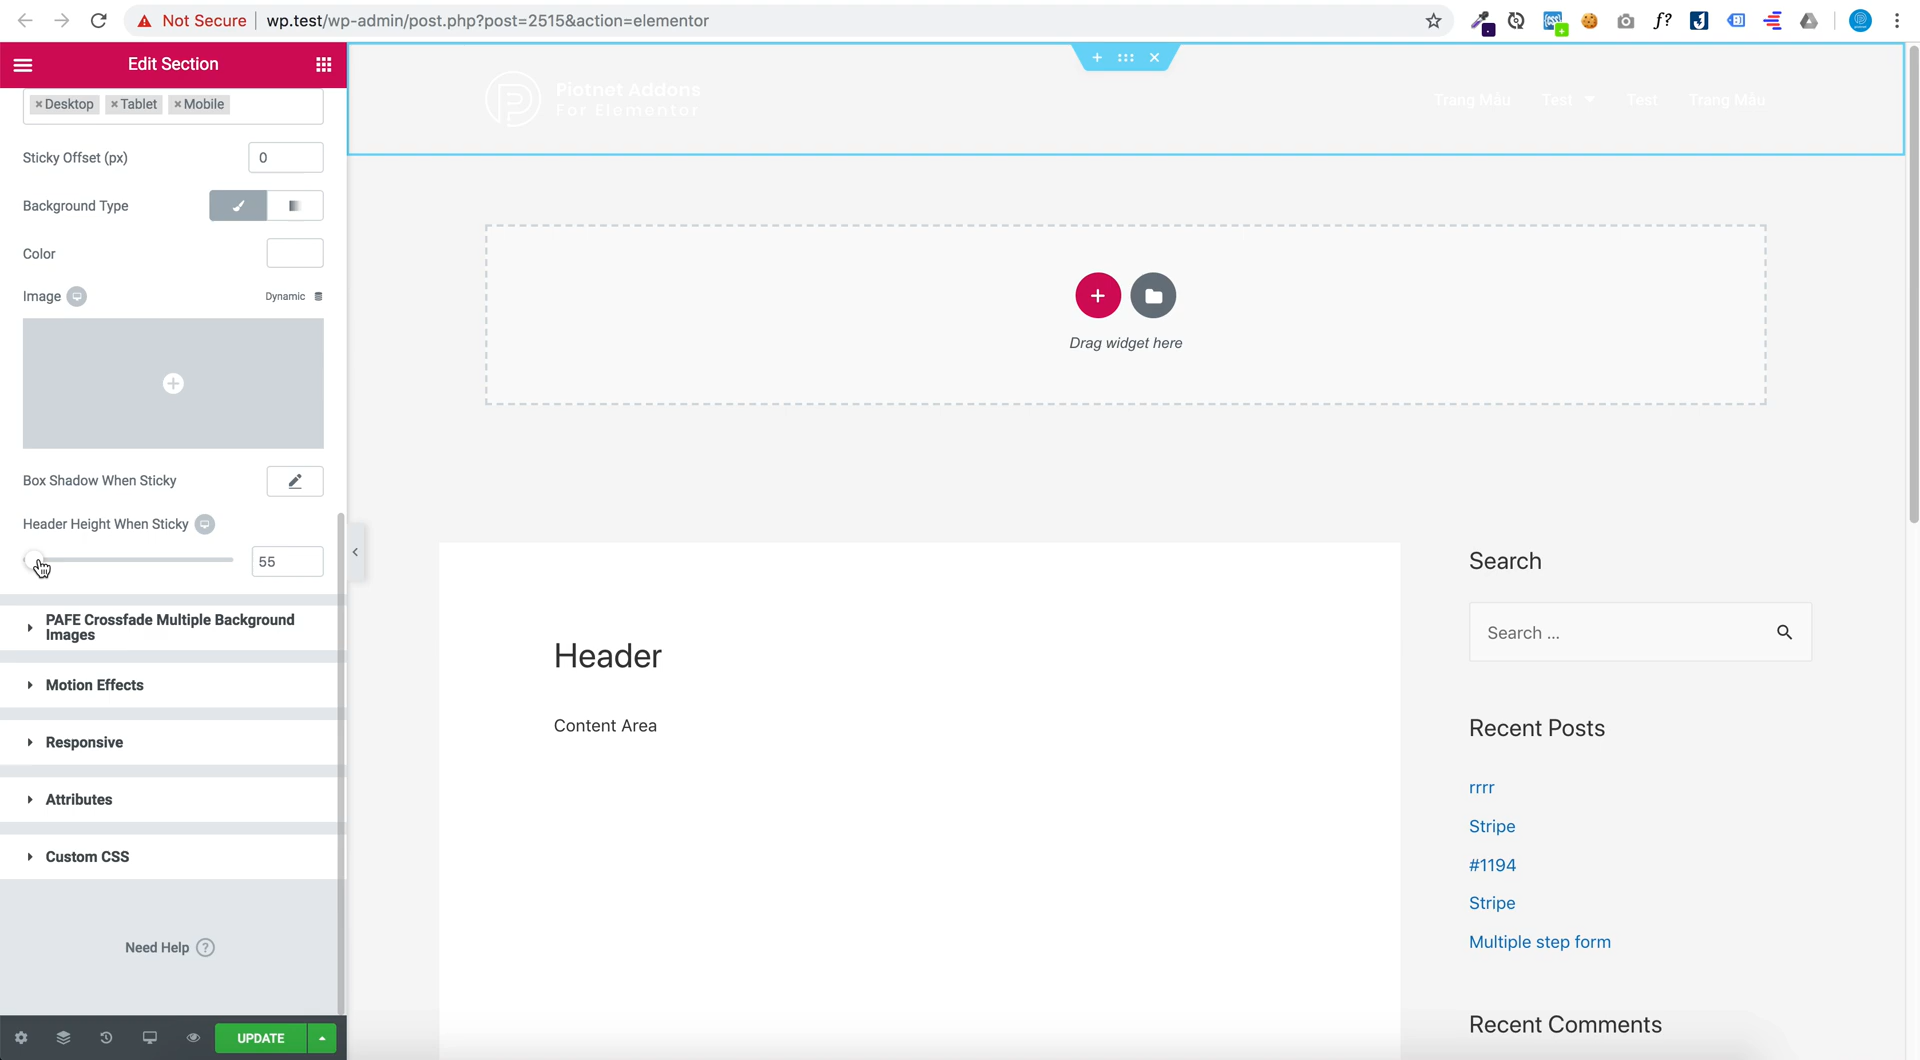 Not Secure
wp.test/wp-admin/post.php?post=2515&action=elementor
f?
Edit Section
× Desktop × Tablet × Mobile
Sticky Offset (px)
0
Background Type
Color
Image
Dynamic
Box Shadow When Sticky
Header Height When Sticky
55
PAFE Crossfade Multiple Background
Images
Motion Effects
Responsive
Attributes
Custom CSS
Need Help ?
UPDATE
Piotnet Addons
For Elementor
Trang Mẫu Test Test Trang Mẫu
Drag widget here
Header
Content Area
Search
Search ...
Recent Posts
rrrr
Stripe
#1194
Stripe
Multiple step form
Recent Comments